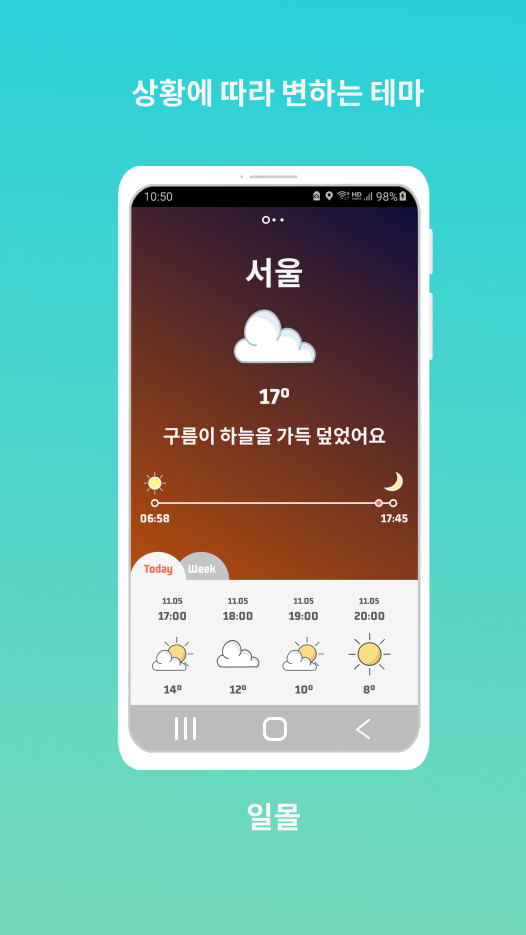 상황에 따라 변하는 테마
10:50 HD 98%
서울
17º
구름이 하늘을 가득 덮었어요
06:58 17:45
Today Week
11.05 11.05 11.05 11.05
17:00 18:00 19:00 20:00
14º 12º 10º 8º
일몰